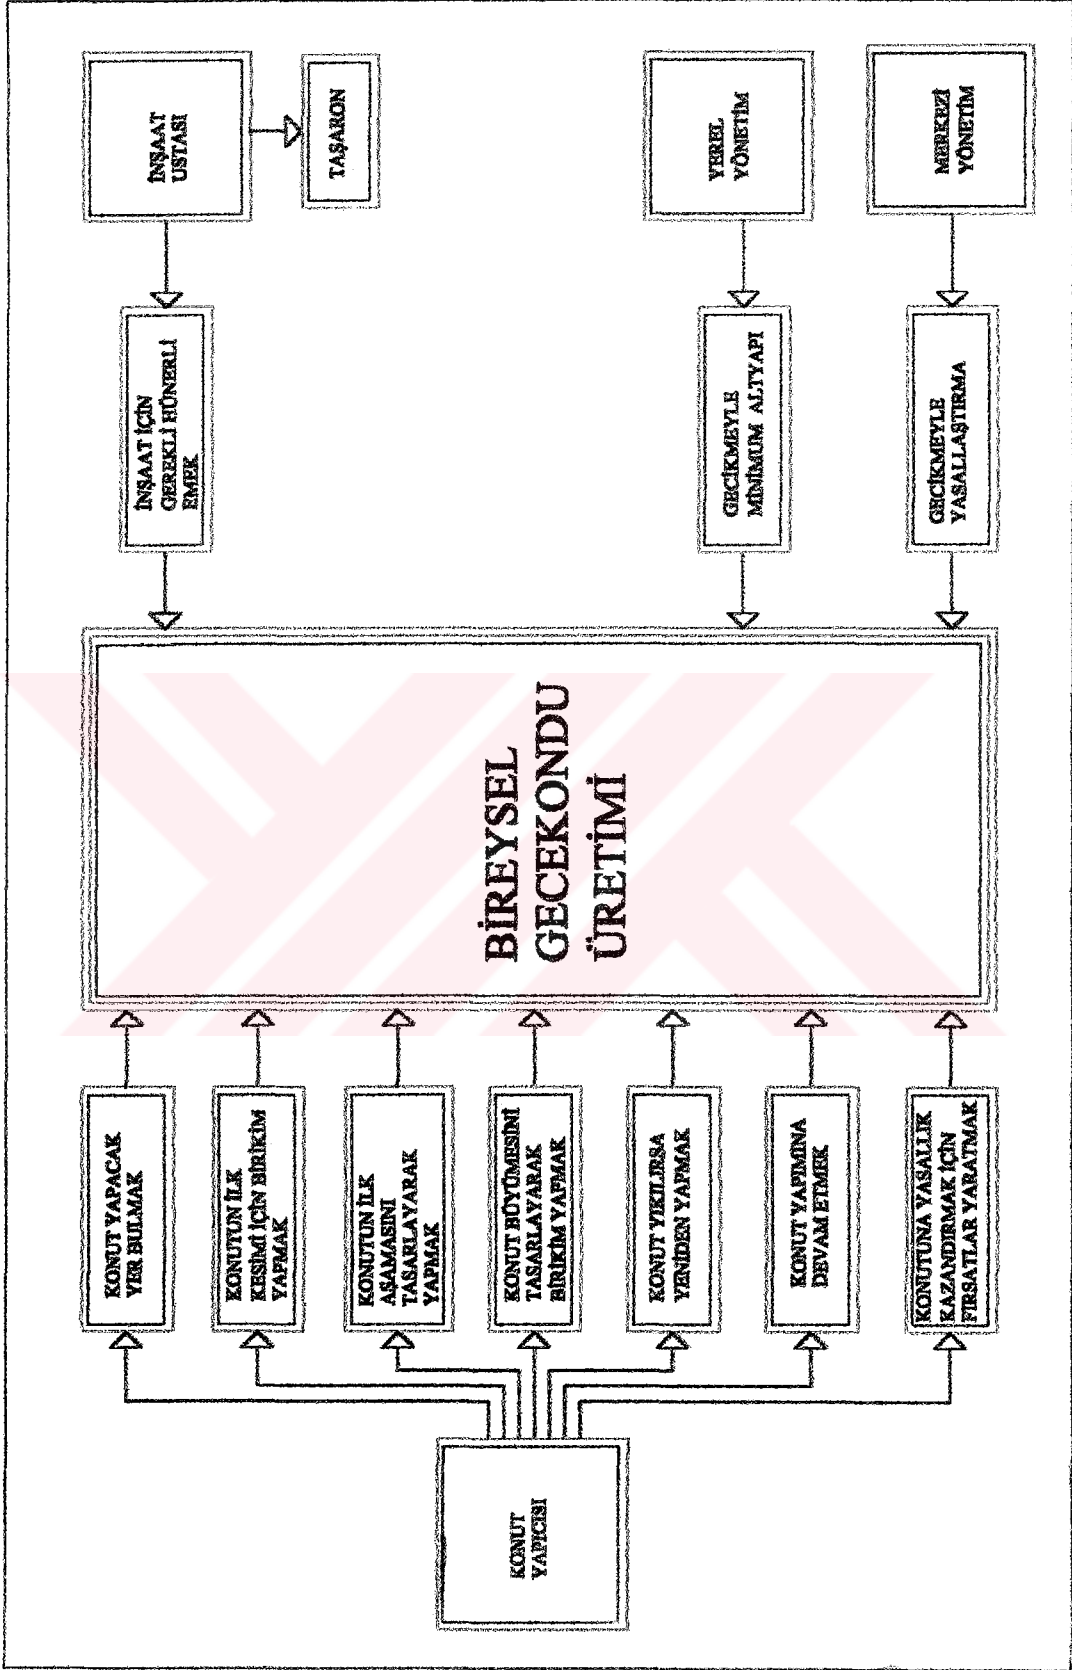 KONUT
YAPICISI
KONUT YAPACAK
YER BULMAK
KONUTUN İLK
KESİMİ İÇİN BİRİKİM
YAPMAK
KONUTUN İLK
AŞAMASINI
TASARLAYARAK
YAPMAK
KONUT BÜYÜMESİNİ
TASARLAYARAK
BİRİKİM YAPMAK
KONUT YIKILIRSA
YENİDEN YAPMAK
KONUT YAPIMINA
DEVAM ETMEK
KONUTUNA YASALLIK
KAZANDIRMAK İÇİN
FIRSATLAR YARATMAK
BİREYSEL
GECEKONDU
ÜRETİMİ
İNŞAAT İÇİN
GEREKLİ HÜNERLİ
EMEK
GECİKMEYLE
MİNİMUM ALTYAPI
GECİKMEYLE
YASALLAŞTIRMA
İNŞAAT
USTASI
TAŞARON
YEREL
YÖNETİM
MERKEZİ
YÖNETİM